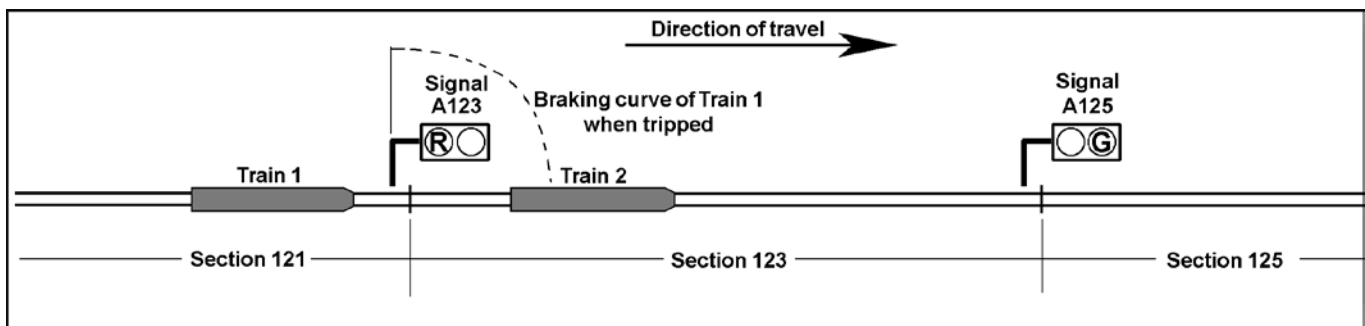 Direction of travel
Signal
A123
Braking curve of Train 1
when tripped
Signal
A125
R
G
Train 1
Train 2
Section 121
Section 123
Section 125